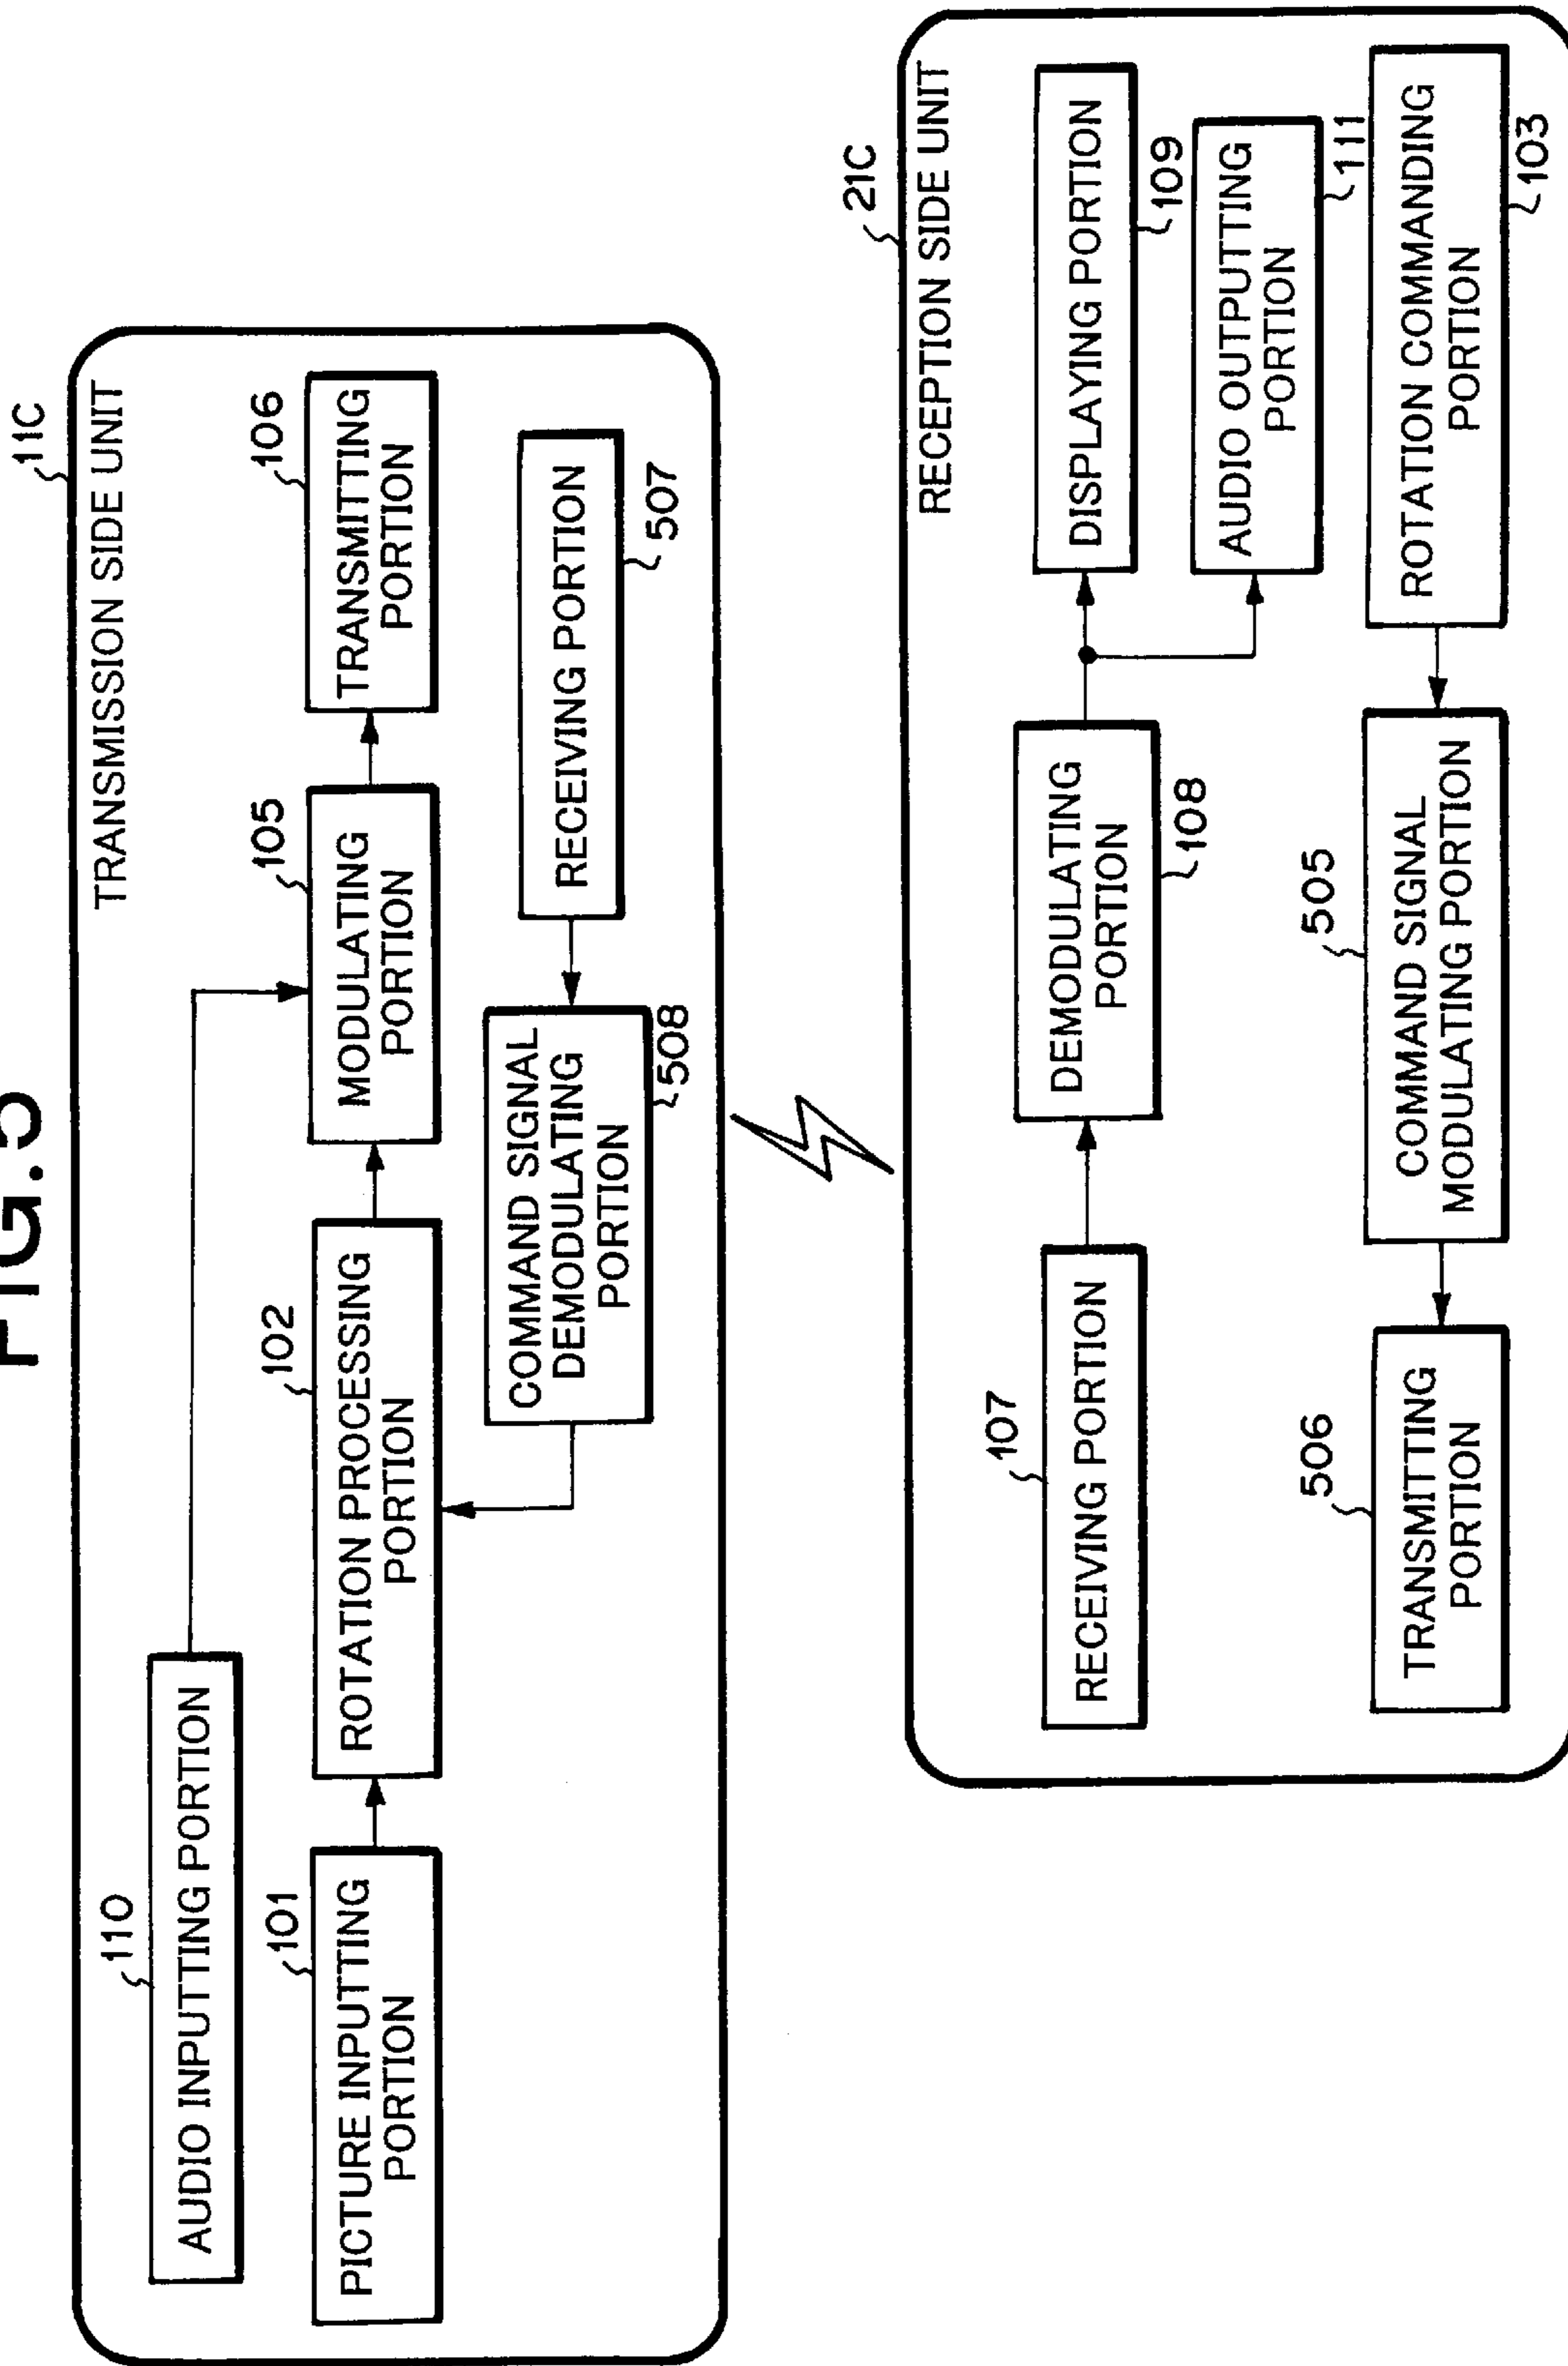 FIG.5
11C
TRANSMISSION SIDE UNIT
110
AUDIO INPUTTING PORTION
101
PICTURE INPUTTING
PORTION
102
ROTATION PROCESSING
PORTION
105
MODULATING
PORTION
106
TRANSMITTING
PORTION
COMMAND SIGNAL
DEMODULATING
PORTION
508
RECEIVING PORTION
507
21C
RECEPTION SIDE UNIT
107
RECEIVING PORTION
DEMODULATING
PORTION
108
DISPLAYING PORTION
109
AUDIO OUTPUTTING
PORTION
111
506
TRANSMITTING
PORTION
505
COMMAND SIGNAL
MODULATING PORTION
ROTATION COMMANDING
PORTION
103